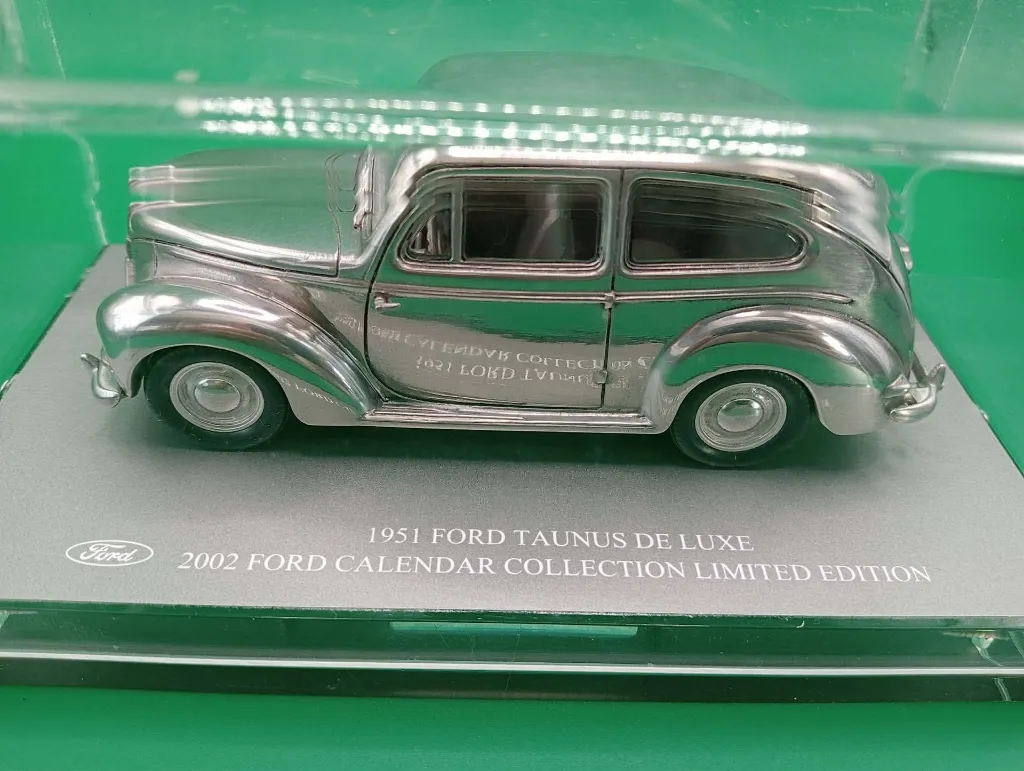 1951 FORD TAUNUS DE LUXE
Ford
2002 FORD CALENDAR COLLECTION LIMITED EDITION